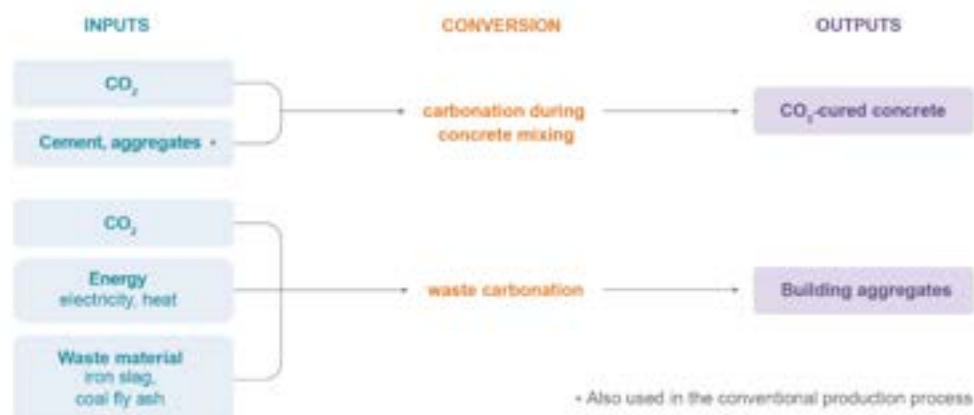 INPUTS
CONVERSION
OUTPUTS
CO₂
Cement, aggregates •
carbonation during
concrete mixing
CO₂-cured concrete
CO₂
Energy
electricity, heat
Waste material
iron slag,
coal fly ash
waste carbonation
Building aggregates
• Also used in the conventional production process